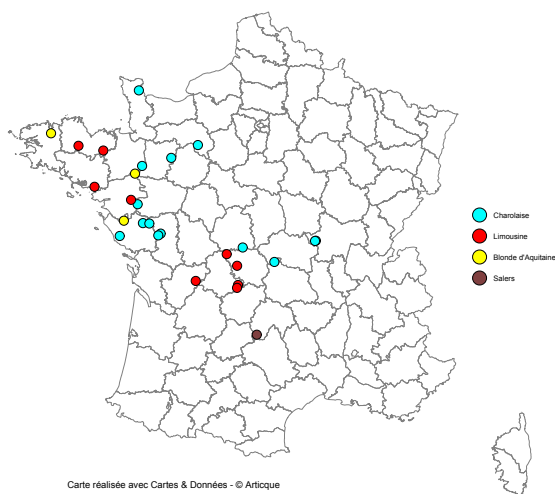 Charolaise
Limousine
Blonde d'Aquitaine
Salers
Carte réalisée avec Cartes & Données - © Articque